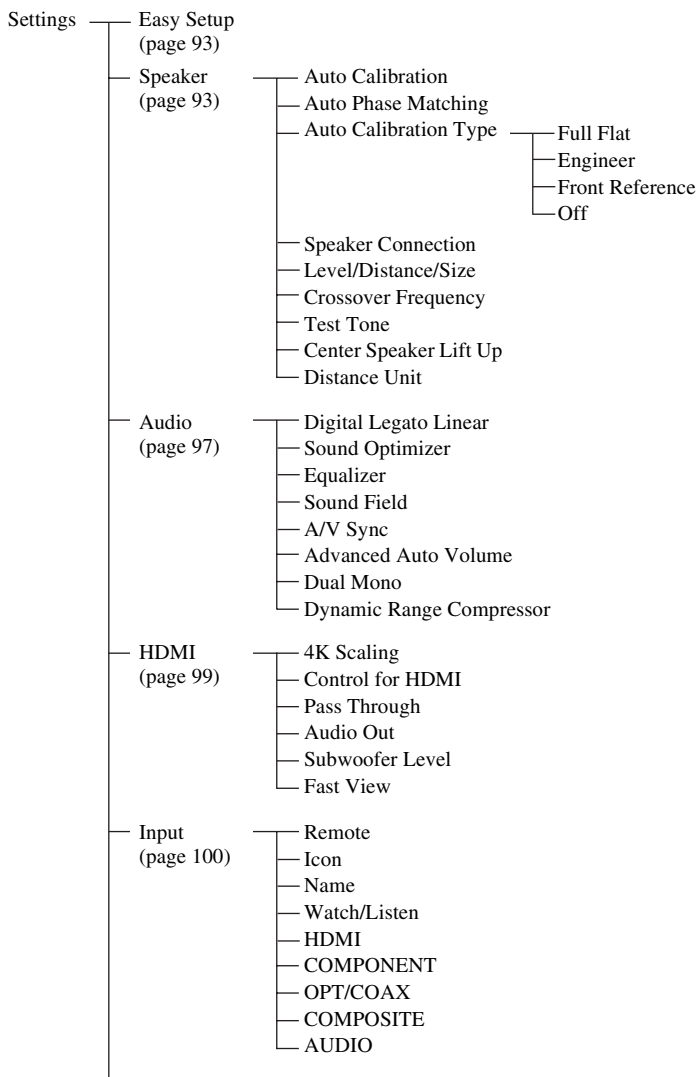 Settings
Easy Setup
(page 93)
Speaker
(page 93)
Auto Calibration
Auto Phase Matching
Auto Calibration Type
Full Flat
Engineer
Front Reference
Off
Speaker Connection
Level/Distance/Size
Crossover Frequency
Test Tone
Center Speaker Lift Up
Distance Unit
Audio
(page 97)
Digital Legato Linear
Sound Optimizer
Equalizer
Sound Field
A/V Sync
Advanced Auto Volume
Dual Mono
Dynamic Range Compressor
HDMI
(page 99)
4K Scaling
Control for HDMI
Pass Through
Audio Out
Subwoofer Level
Fast View
Input
(page 100)
Remote
Icon
Name
Watch/Listen
HDMI
COMPONENT
OPT/COAX
COMPOSITE
AUDIO